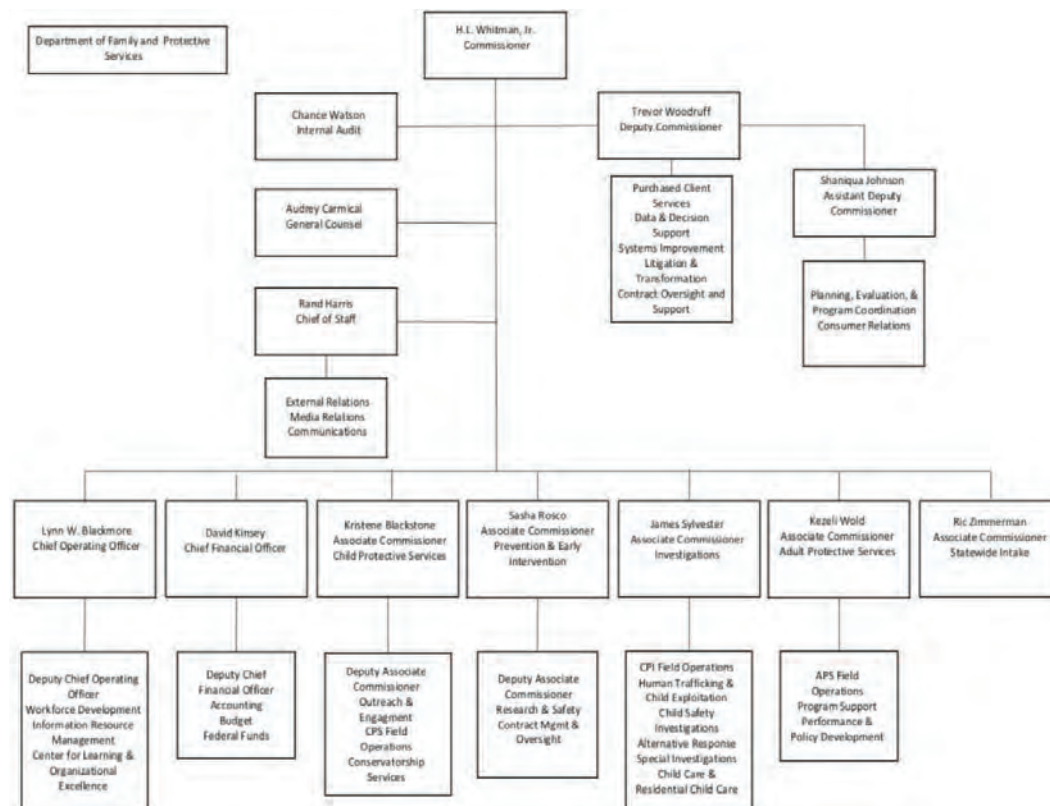 Department of Family and Protective
Services
H.L. Whitman, Jr.
Commissioner
Chance Watson
Internal Audit
Trevor Woodruff
Deputy Commissioner
Audrey Carmical
General Counsel
Purchased Client
Services
Data & Decision
Support
Systems Improvement
Litigation &
Transformation
Contract Oversight and
Support
Shaniqua Johnson
Assistant Deputy
Commissioner
Planning, Evaluation, &
Program Coordination
Consumer Relations
Rand Harris
Chief of Staff
External Relations
Media Relations
Communications
Lynn W. Blackmore
Chief Operating Officer
David Kinsey
Chief Financial Officer
Kristene Blackstone
Associate Commissioner
Child Protective Services
Sasha Rosco
Associate Commissioner
Prevention & Early
Intervention
James Sylvester
Associate Commissioner
Investigations
Kezeli Wold
Associate Commissioner
Adult Protective Services
Ric Zimmerman
Associate Commissioner
Statewide Intake
Deputy Chief Operating
Officer
Workforce Development
Information Resource
Management
Center for Learning &
Organizational
Excellence
Deputy Chief
Financial Officer
Accounting
Budget
Federal Funds
Deputy Associate
Commissioner
Outreach &
Engagment
CPS Field
Operations
Conservatorship
Services
Deputy Associate
Commissioner
Research & Safety
Contract Mgmt &
Oversight
CPI Field Operations
Human Trafficking &
Child Exploitation
Child Safety
Investigations
Alternative Response
Special Investigations
Child Care &
Residential Child Care
APS Field
Operations
Program Support
Performance &
Policy Development